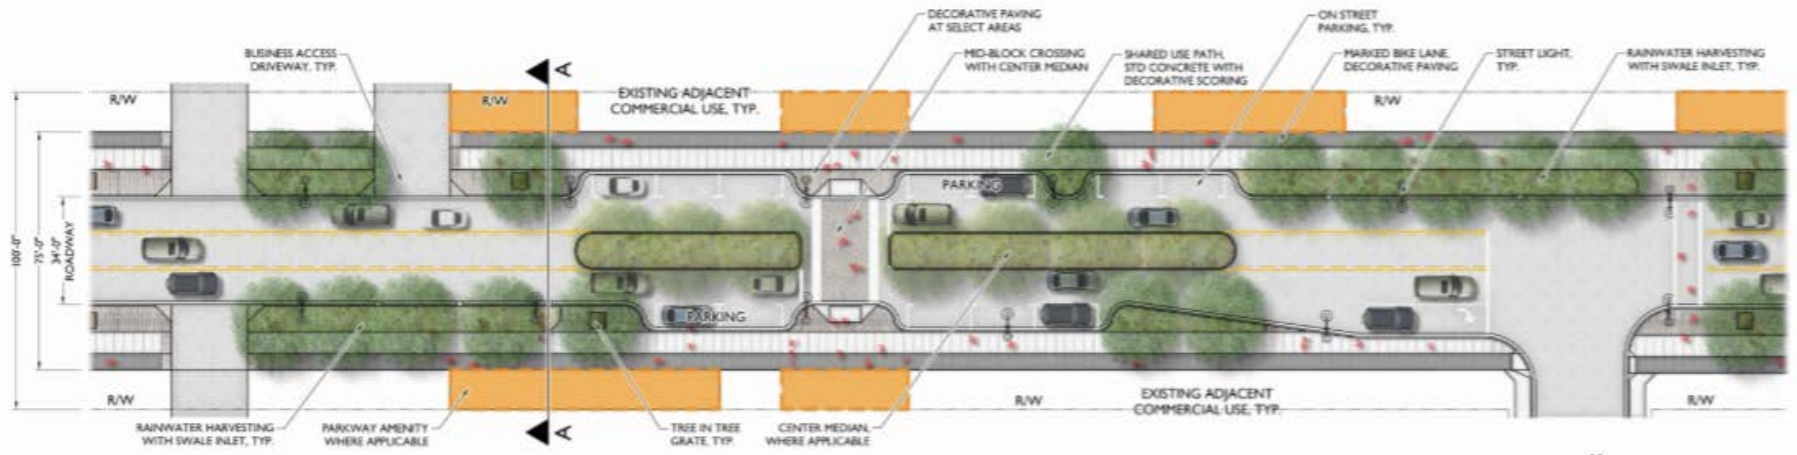 DECORATIVE PAVING
AT SELECT AREAS
ON STREET
PARKING, TYP.
BUSINESS ACCESS
DRIVEWAY, TYP.
MID-BLOCK CROSSING
WITH CENTER MEDIAN
SHARED USE PATH,
STD CONCRETE WITH
DECORATIVE SCORING
MARKED BIKE LANE,
DECORATIVE PAVING
STREET LIGHT,
TYP.
RAINWATER HARVESTING
WITH SWALE INLET, TYP.
A
R/W
R/W
EXISTING ADJACENT
COMMERCIAL USE, TYP.
R/W
PARKING
100'-0"
75'-0"
34'-0"
ROADWAY
PARKING
R/W
R/W
EXISTING ADJACENT
COMMERCIAL USE, TYP.
R/W
RAINWATER HARVESTING
WITH SWALE INLET, TYP.
PARKWAY AMENITY
WHERE APPLICABLE
A
TREE IN TREE
GRATE, TYP.
CENTER MEDIAN,
WHERE APPLICABLE